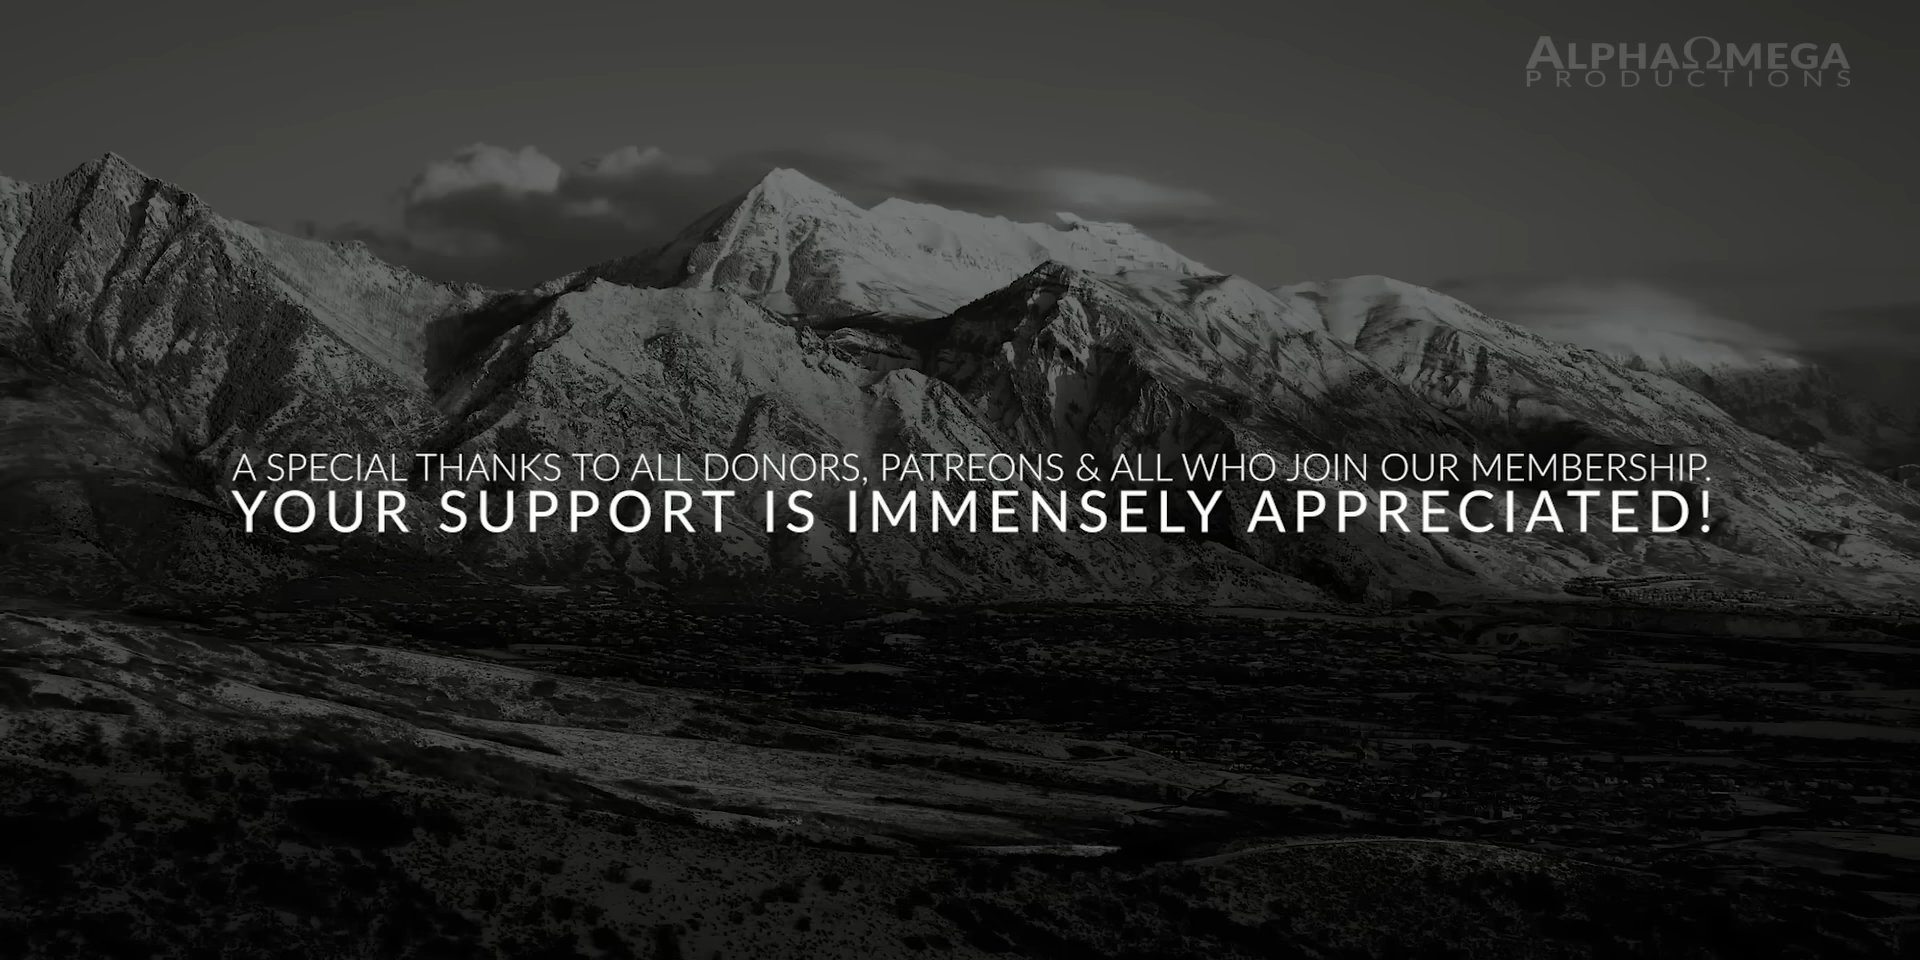 ALPHAΩMEGA
PRODUCTIONS
A SPECIAL THANKS TO ALL DONORS, PATREONS & ALL WHO JOIN OUR MEMBERSHIP.
YOUR SUPPORT IS IMMENSELY APPRECIATED!